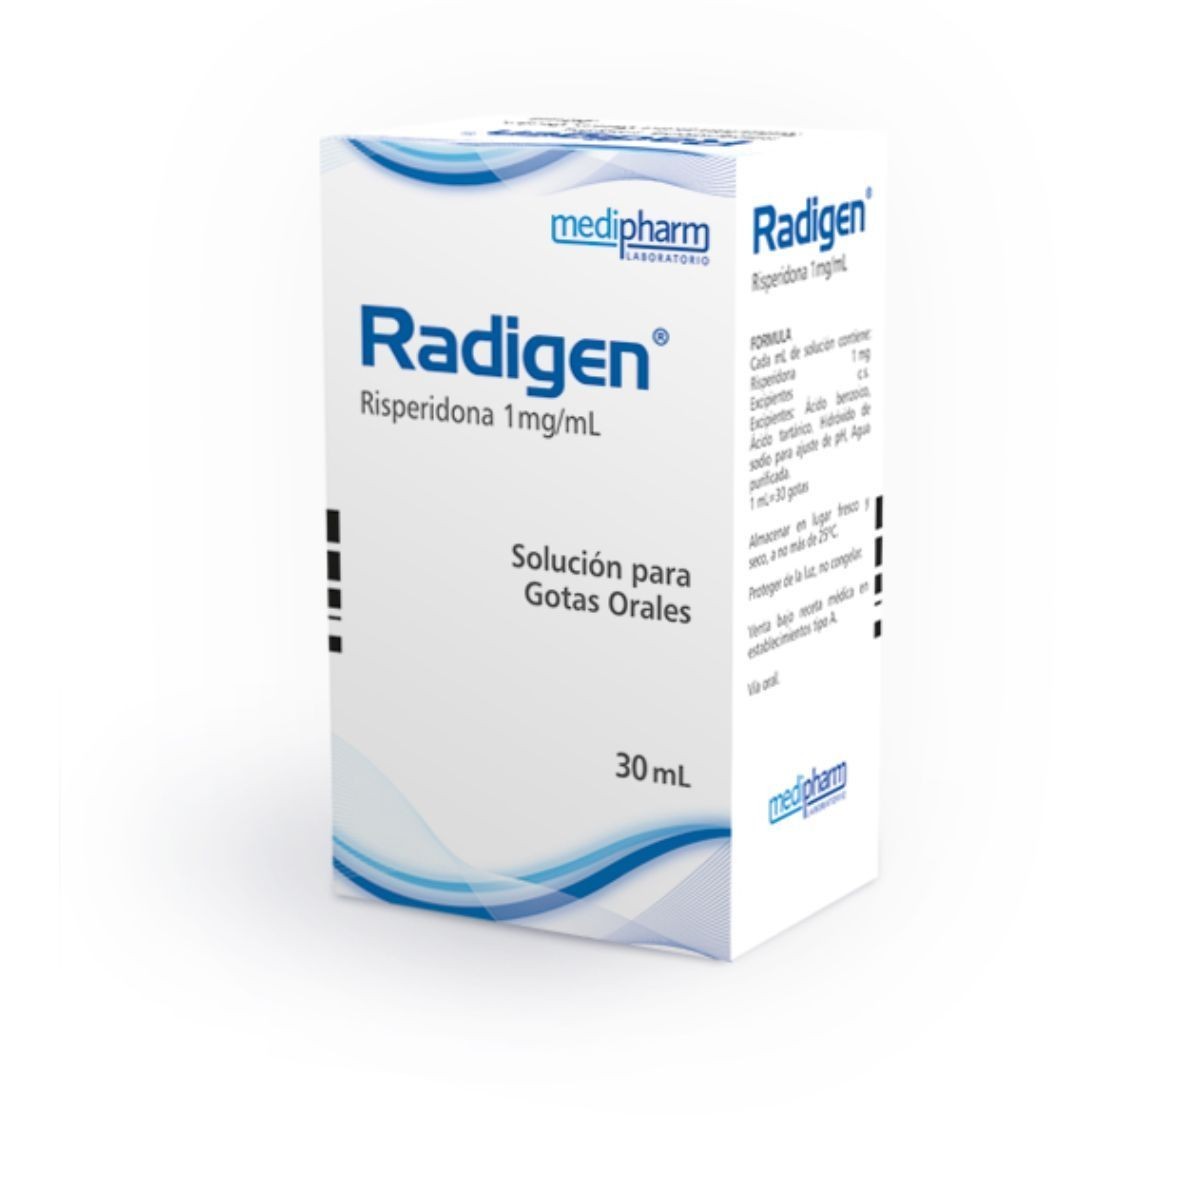 medipharm
LABORATORIO
Radigen®
Risperidona 1mg/mL
Solución para
Gotas Orales
30 mL
Radigen®
Risperidona 1mg/mL
FORMULA
Cada mL de solución contiene:
Risperidona 1 mg
Excipientes c.s.
Excipientes: Ácido benzoico,
Ácido tartárico, Hidróxido de
sodio para ajuste de pH, Agua
purificada.
1 mL=30 gotas
Almacenar en lugar fresco y
seco, a no más de 25°C.
Proteger de la luz, no congelar.
Venta bajo receta médica en
establecimientos tipo A.
Vía oral.
medipharm
LABORATORIO